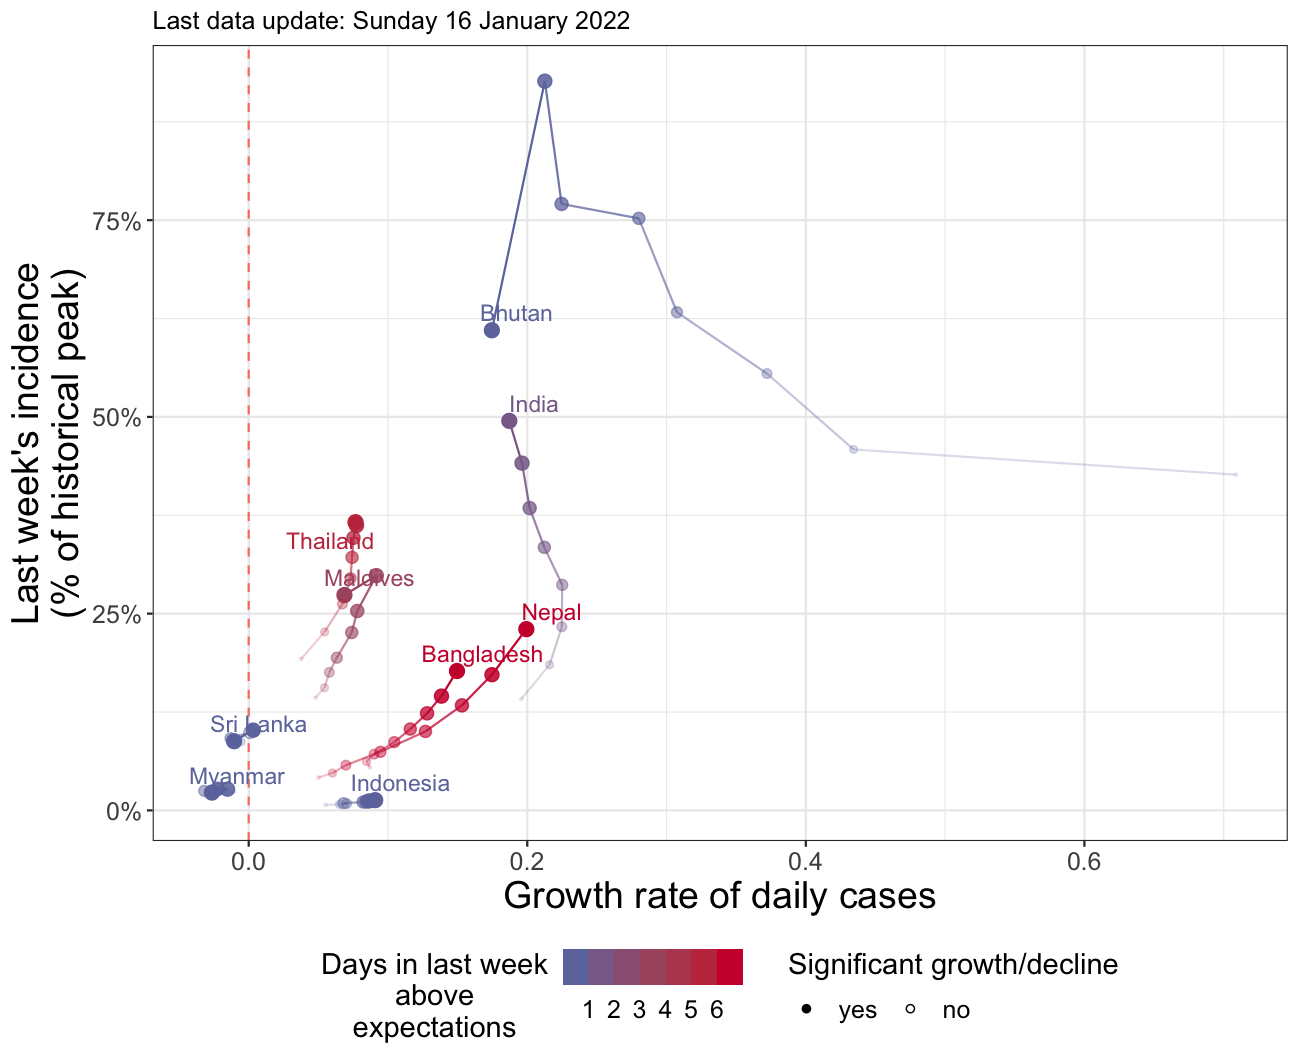 Last data update: Sunday 16 January 2022
Last week's incidence
(% of historical peak)
75%
50%
25%
0%
Bhutan
India
Thailand
Maldives
Nepal
Bangladesh
Sri Lanka
Myanmar
Indonesia
0.0 0.2 0.4 0.6
Growth rate of daily cases
Days in last week
above
expectations
1 2 3 4 5 6
Significant growth/decline
yes no